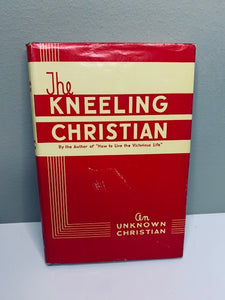 The
KNEELING
CHRISTIAN
By the Author of "How to Live the Victorious Life"
An
UNKNOWN
CHRISTIAN